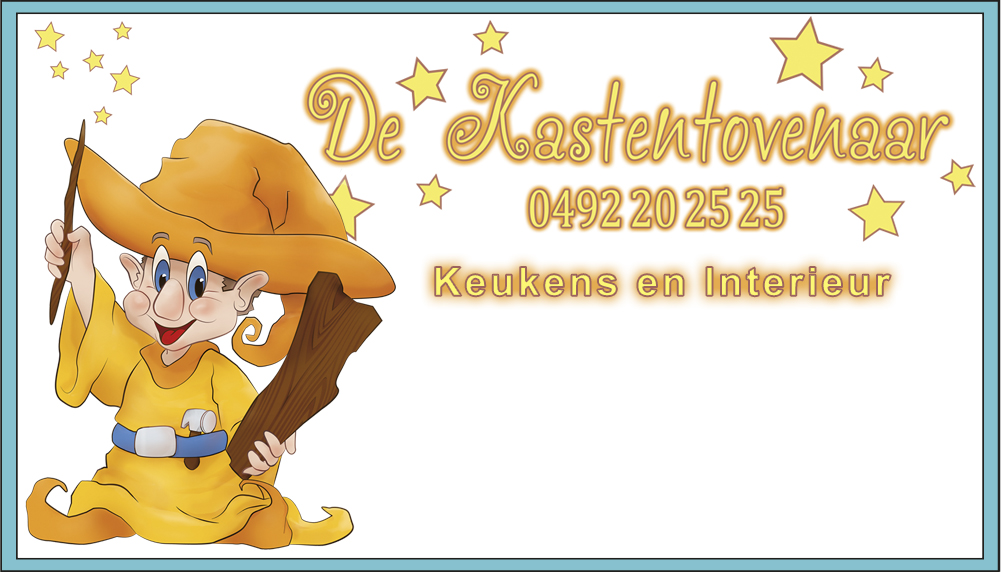 De Kastentovenaar
0492 20 25 25
Keukens en Interieur